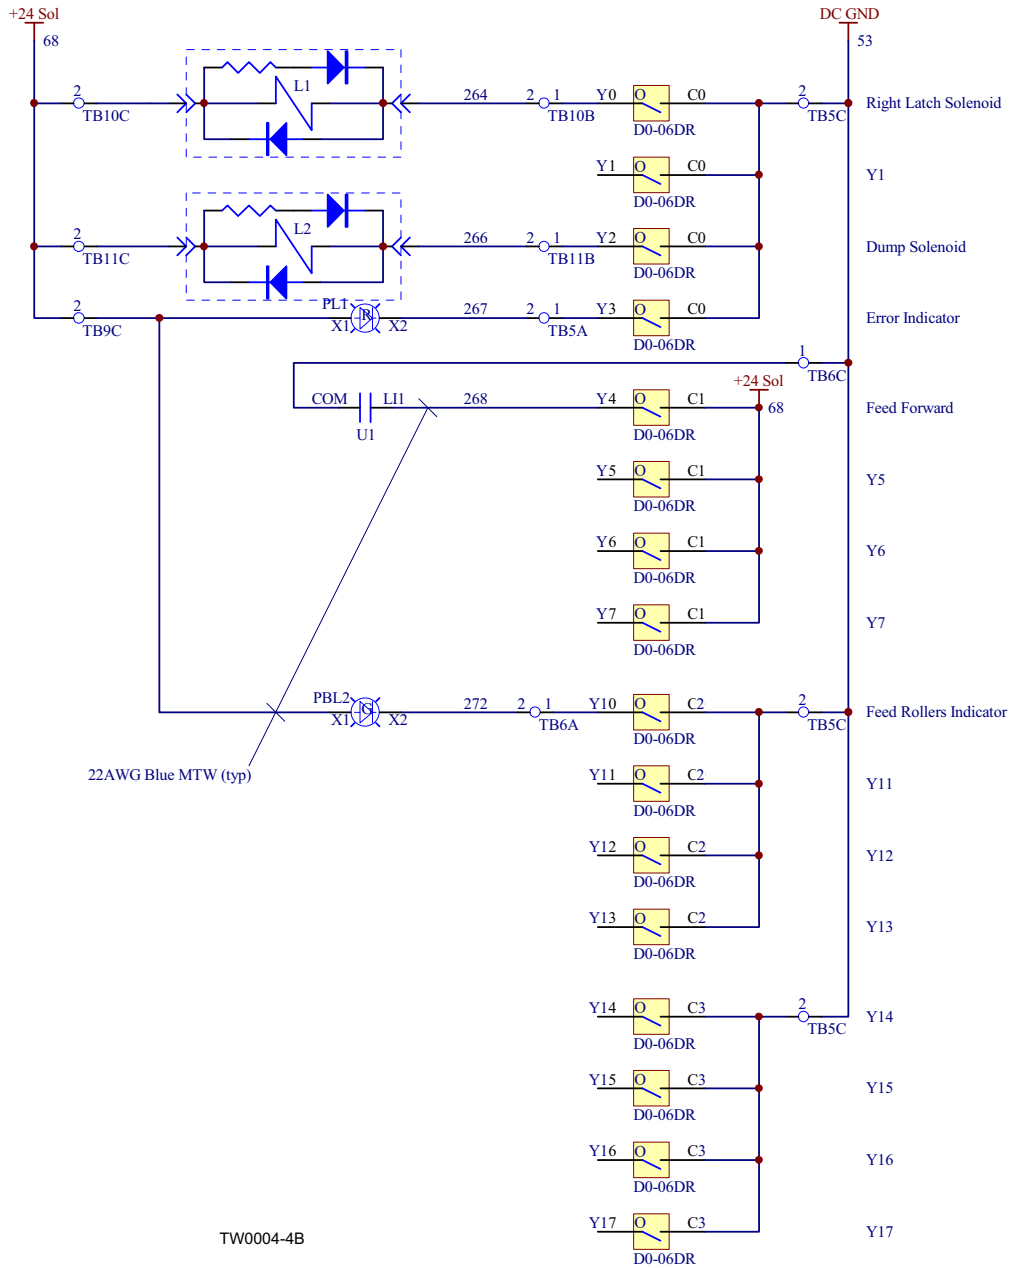 +24 Sol DC GND
68 53
L1
2 264 2 1 Y0 O C0 2 Right Latch Solenoid
TB10C TB10B D0-06DR TB5C
Y1 O C0 Y1
D0-06DR
L2
2 266 2 1 Y2 O C0 Dump Solenoid
TB11C TB11B D0-06DR
PL1
2 X1 R X2 267 2 1 Y3 O C0 Error Indicator
TB9C TB5A D0-06DR
1
TB6C
+24 Sol
COM LI1 268 Y4 O C1 68 Feed Forward
U1 D0-06DR
Y5 O C1 Y5
D0-06DR
Y6 O C1 Y6
D0-06DR
Y7 O C1 Y7
D0-06DR
PBL2
X1 G X2 272 2 1 Y10 O C2 2 Feed Rollers Indicator
TB6A D0-06DR TB5C
22AWG Blue MTW (typ)
Y11 O C2 Y11
D0-06DR
Y12 O C2 Y12
D0-06DR
Y13 O C2 Y13
D0-06DR
Y14 O C3 2 Y14
D0-06DR TB5C
Y15 O C3 Y15
D0-06DR
Y16 O C3 Y16
D0-06DR
Y17 O C3 Y17
TW0004-4B
D0-06DR